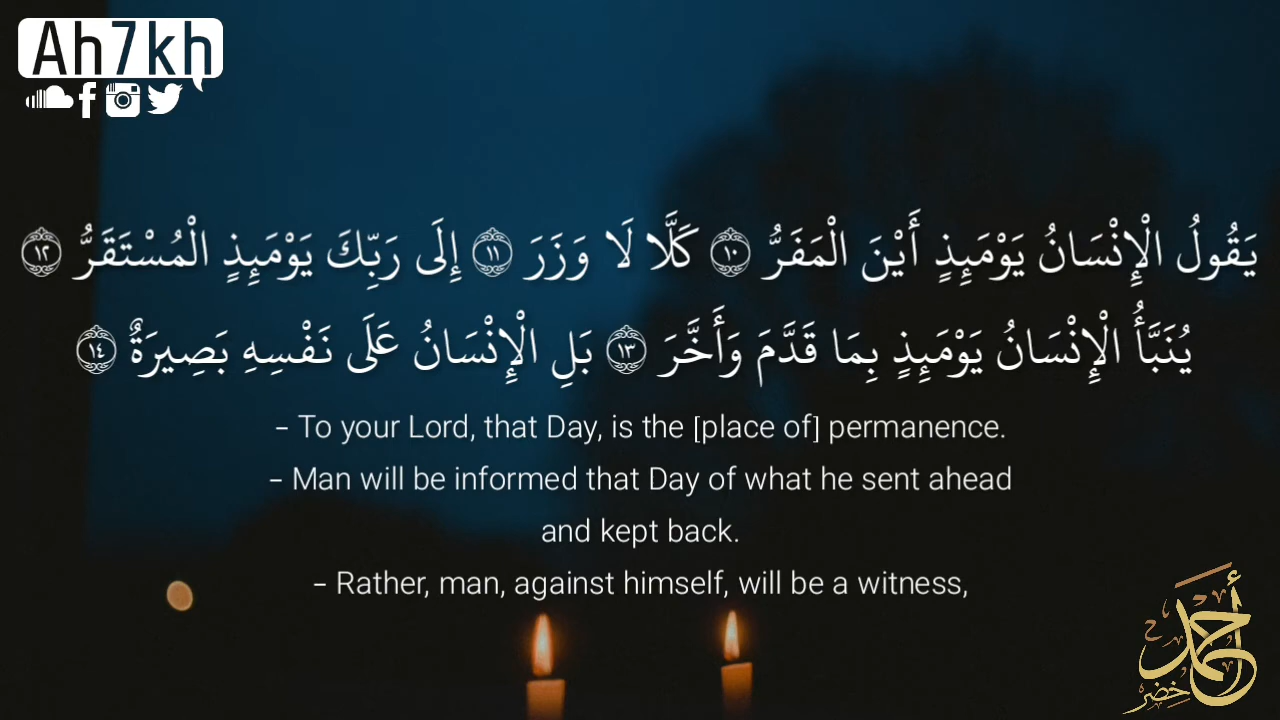 Ah7kh
يَقُولُ الْإِنْسَانُ يَوْمَئِذٍ أَيْنَ الْمَفَرُّ ١٠ كَلَّا لَا وَزَرَ ١١ إِلَى رَبِّكَ يَوْمَئِذٍ الْمُسْتَقَرُّ ١٢
يُنَبَّأُ الْإِنْسَانُ يَوْمَئِذٍ بِمَا قَدَّمَ وَأَخَّرَ ١٣ بَلِ الْإِنْسَانُ عَلَى نَفْسِهِ بَصِيرَةٌ ١٤
– To your Lord, that Day, is the [place of] permanence.
– Man will be informed that Day of what he sent ahead
and kept back.
– Rather, man, against himself, will be a witness,
أحمد
خضر